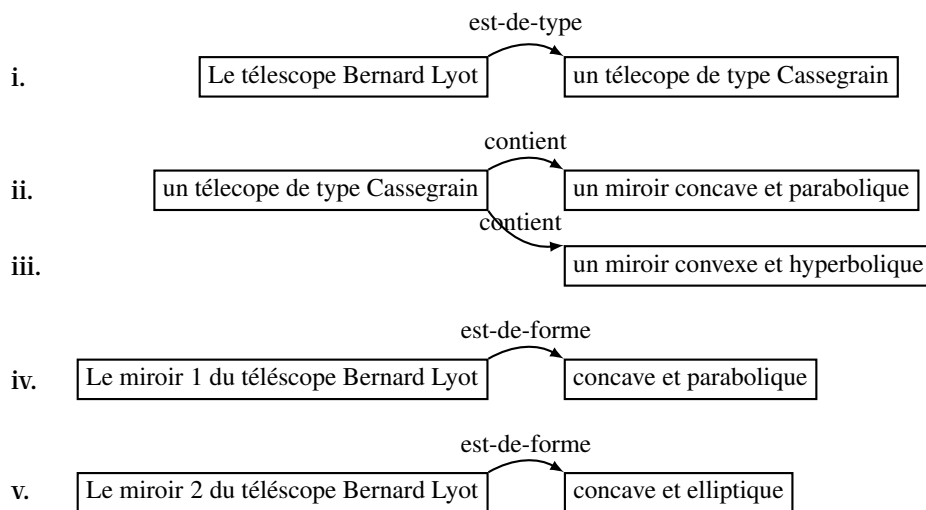 est-de-type
i. Le télescope Bernard Lyot un télecope de type Cassegrain
contient
ii. un télecope de type Cassegrain un miroir concave et parabolique
contient
iii. un miroir convexe et hyperbolique
est-de-forme
iv. Le miroir 1 du téléscope Bernard Lyot concave et parabolique
est-de-forme
v. Le miroir 2 du téléscope Bernard Lyot concave et elliptique